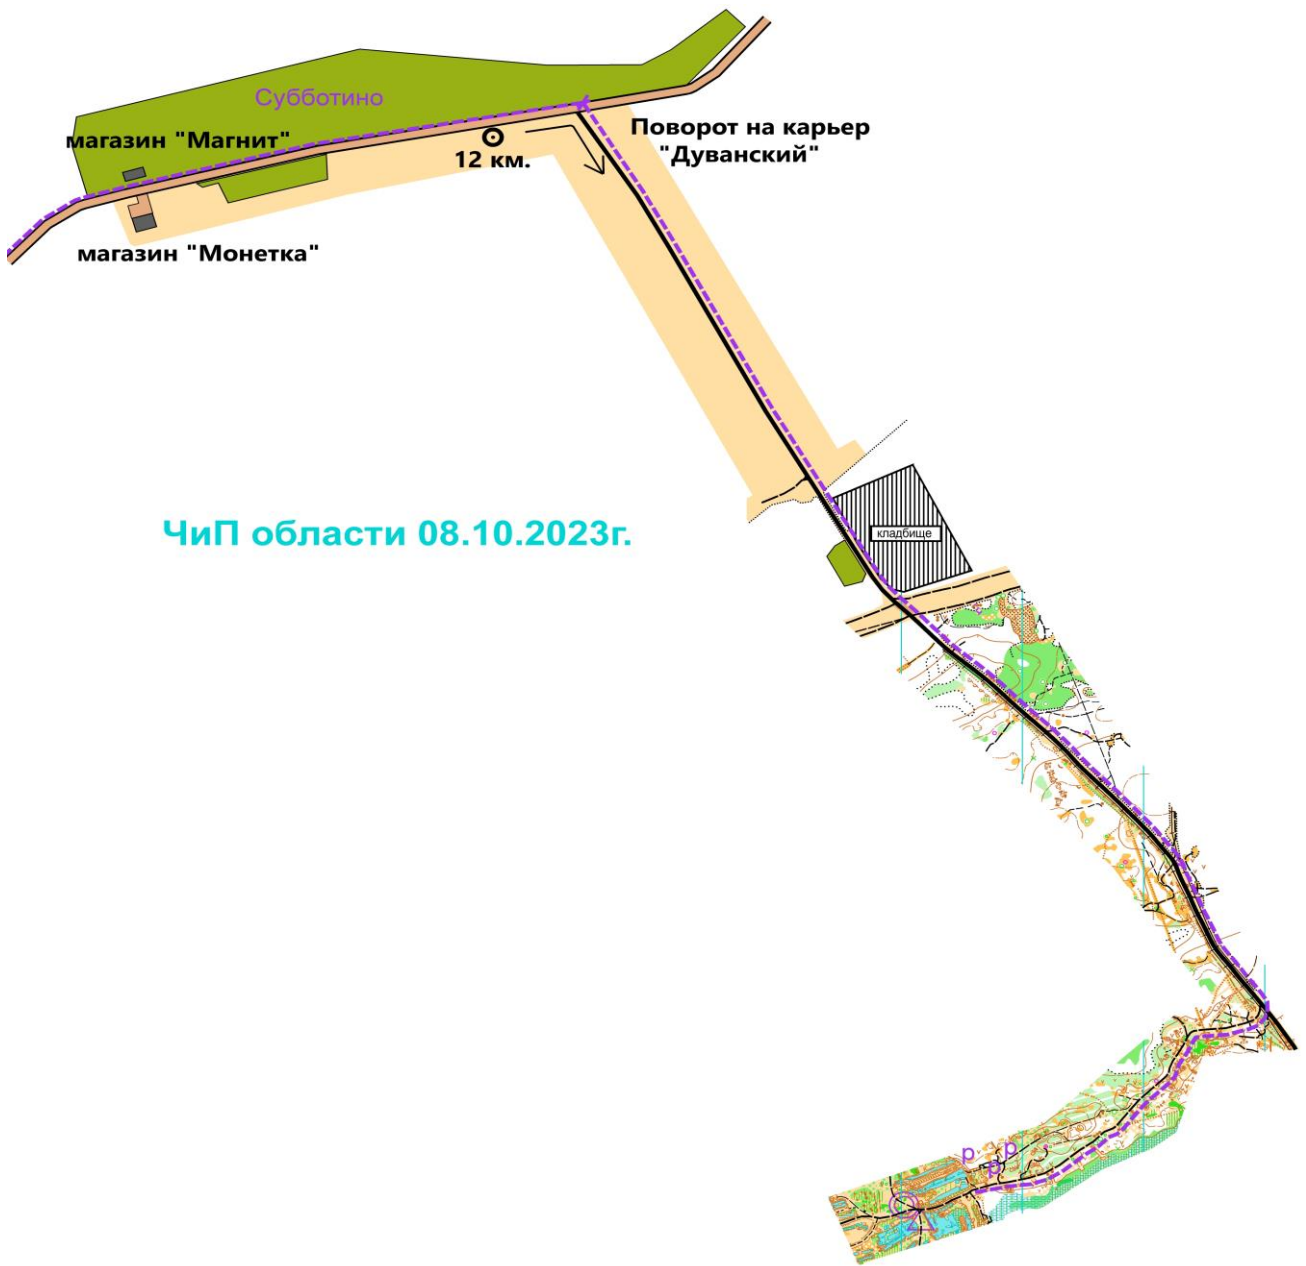 Субботино
магазин "Магнит"
Поворот на карьер
"Дуванский"
12 км.
магазин "Монетка"
ЧиП области 08.10.2023г.
кладбище
p
p
p